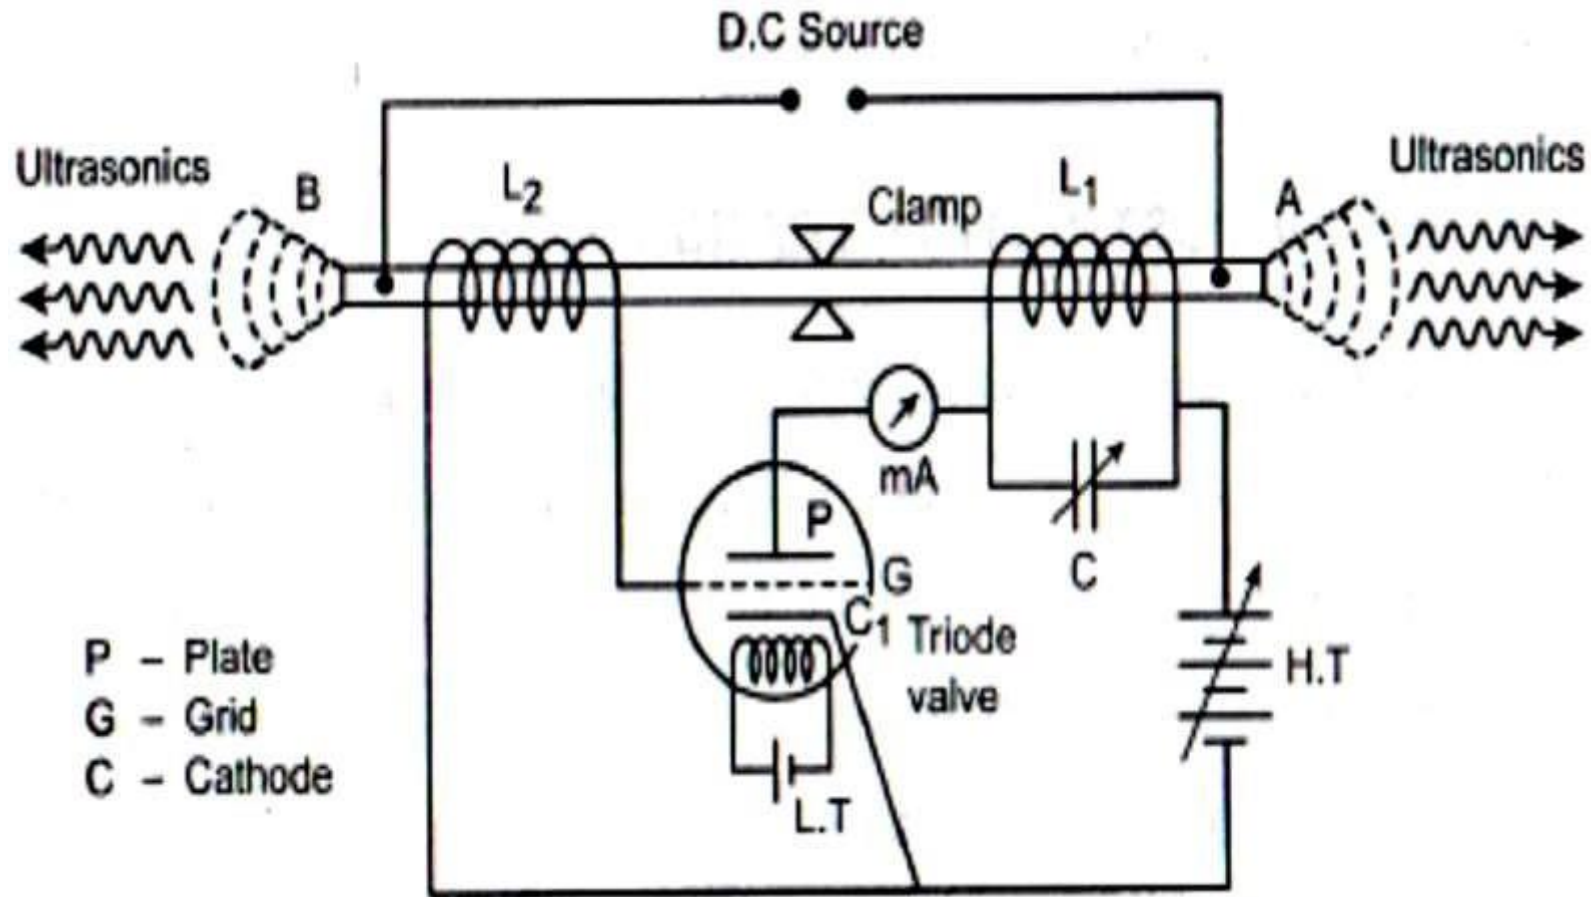 D.C Source
Ultrasonics
B
L2
Clamp
L1
A
Ultrasonics
mA
P
G
C
C1
Triode
valve
H.T
L.T
P – Plate
G – Grid
C – Cathode